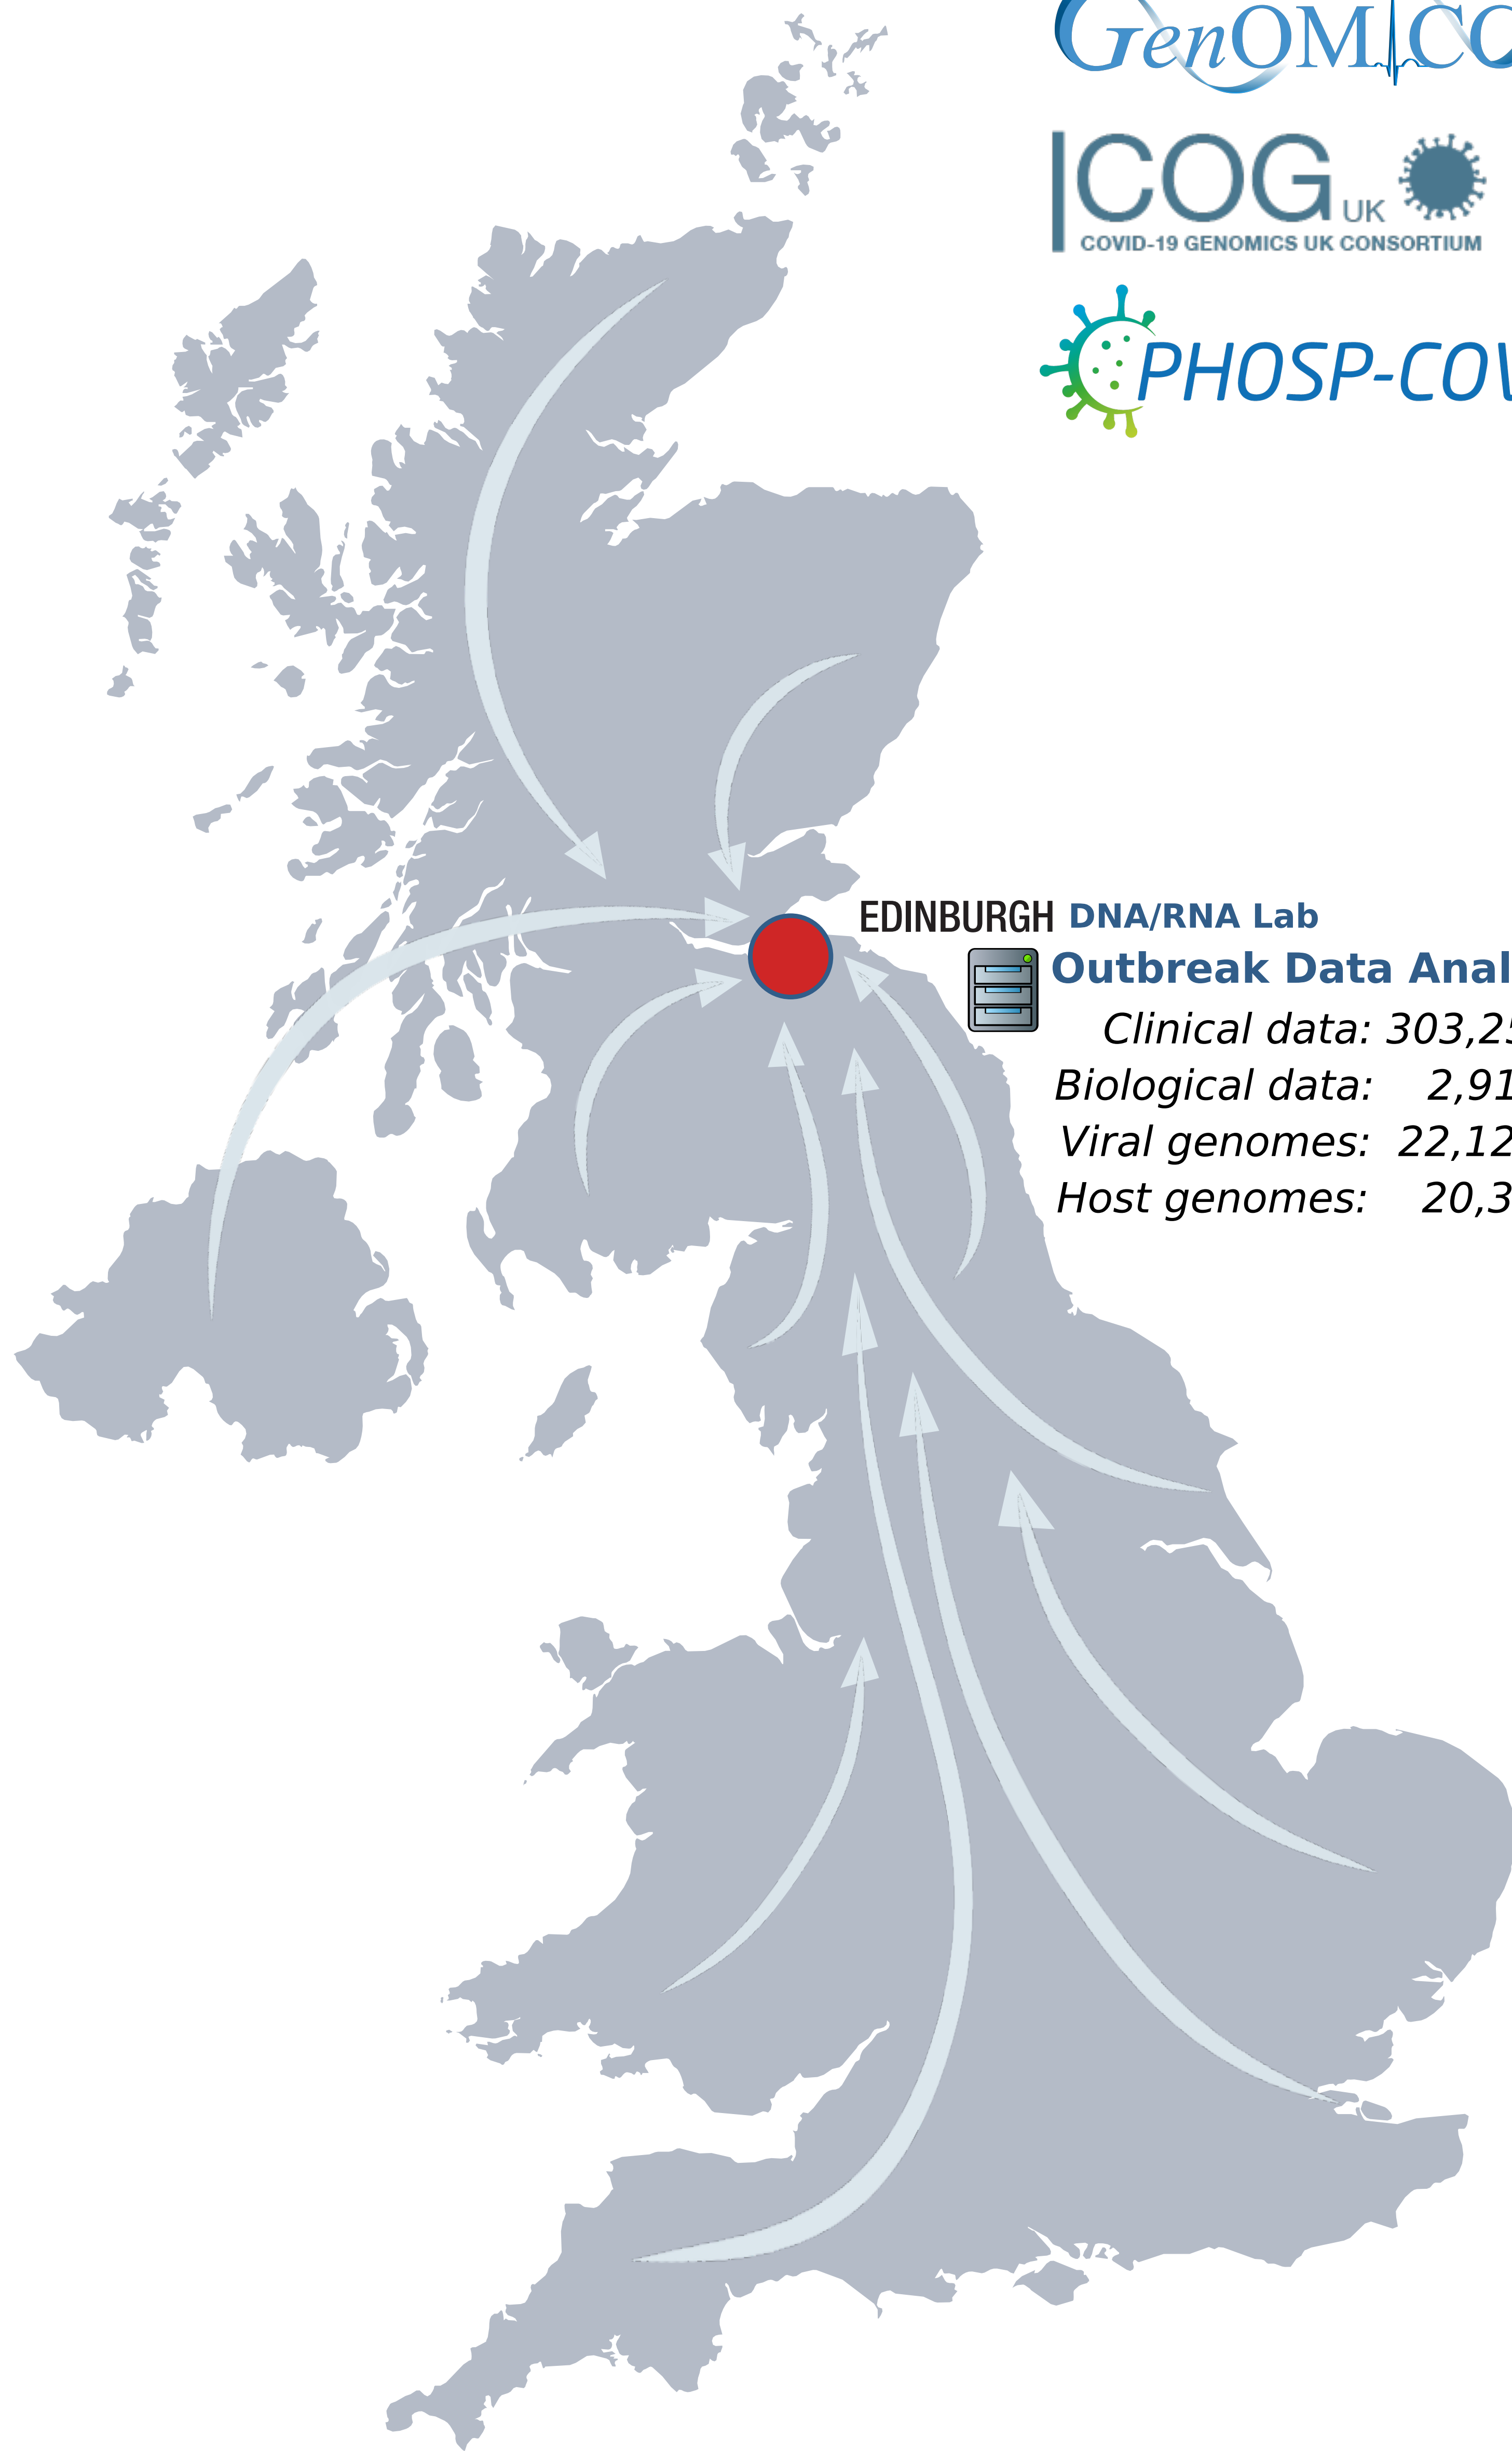 GenOMICC
COG UK
COVID-19 GENOMICS UK CONSORTIUM
PHOSP-COV
EDINBURGH DNA/RNA Lab
Outbreak Data Anal
Clinical data: 303,25
Biological data: 2,91
Viral genomes: 22,12
Host genomes: 20,3